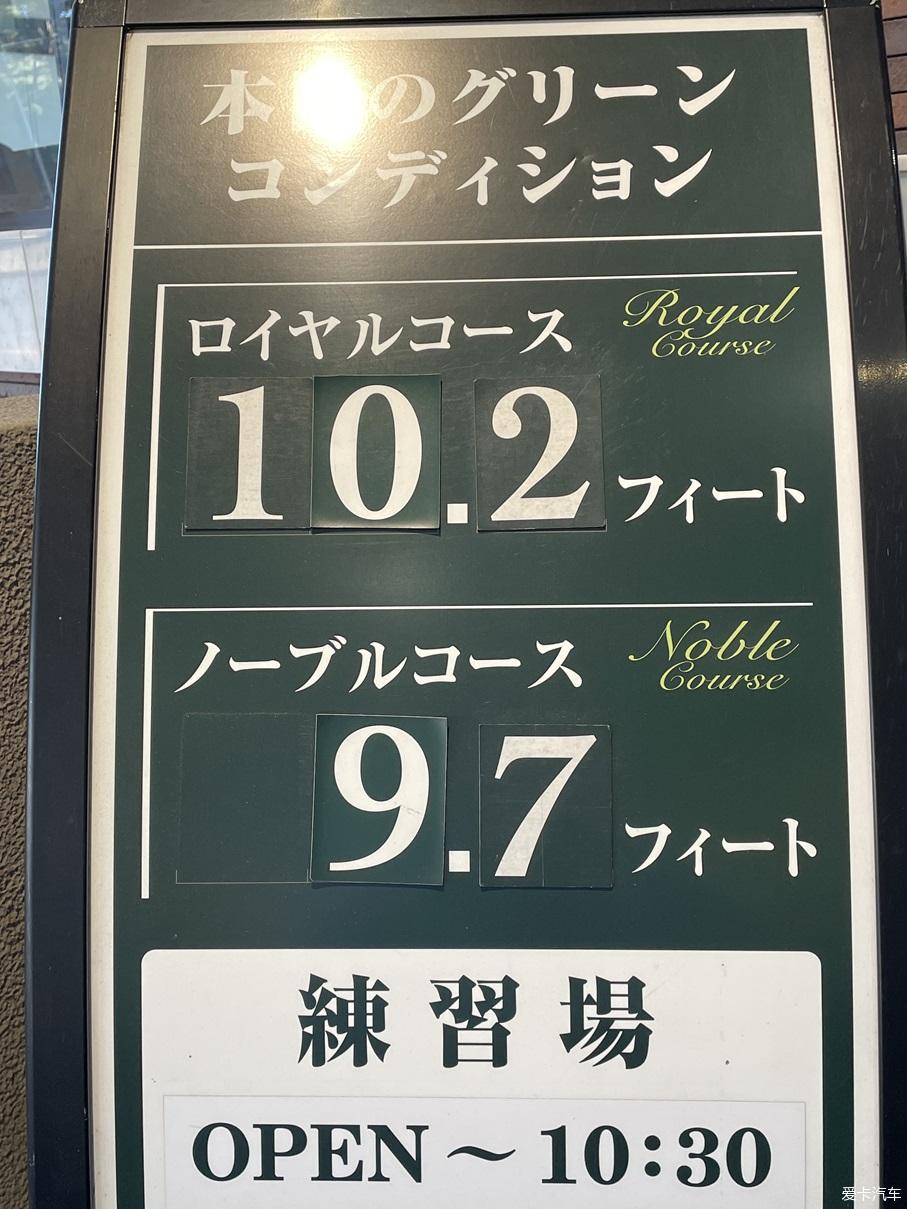 本のグリーン
コンディション
ロイヤルコース
Royal
Course
10.2フィート
ノーブルコース
Noble
Course
9.7フィート
練習場
OPEN～10：30
爱卡汽车